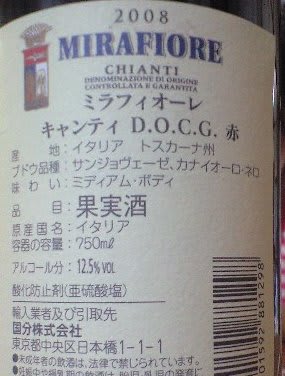 2008
MIRAFIORE
CHIANTI
DENOMINAZIONE DI ORIGINE
CONTROLLATA E GARANTITA
ミラフィオーレ
キャンティ D.O.C.G. 赤
産地:イタリア トスカーナ州
ブドウ品種:サンジョヴェーゼ、カナイオーロ・ネロ
味わい:ミディアム・ボディ
品目:果実酒
原産国名:イタリア
容器の容量:750mℓ
アルコール分:12.5% VOL
酸化防止剤(亜硫酸塩)
輸入業者及び引取先
国分株式会社
東京都中央区日本橋1-1-1
●未成年者の飲酒は、法律で禁じられています。
01592 881298